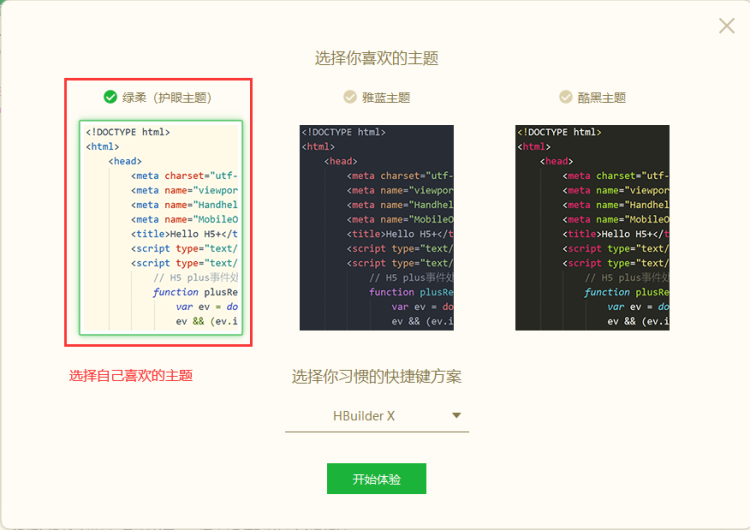 选择你喜欢的主题
绿柔（护眼主题）
<!DOCTYPE html>
<html>
<head>
<meta charset="utf-
<meta name="viewpor
<meta name="Handhel
<meta name="MobileO
<title>Hello H5+</t
<script type="text/
<script type="text/
// H5 plus事件处
function plusRe
var ev = do
ev && (ev.i
雅蓝主题
<!DOCTYPE html>
<html>
<head>
<meta charset="utf-
<meta name="viewpor
<meta name="Handhel
<meta name="MobileO
<title>Hello H5+</t
<script type="text/
<script type="text/
// H5 plus事件处
function plusRe
var ev = do
ev && (ev.i
酷黑主题
<!DOCTYPE html>
<html>
<head>
<meta charset="utf-
<meta name="viewpor
<meta name="Handhel
<meta name="MobileO
<title>Hello H5+</t
<script type="text/
<script type="text/
// H5 plus事件处
function plusRe
var ev = do
ev && (ev.i
选择自己喜欢的主题
选择你习惯的快捷键方案
HBuilder X
开始体验